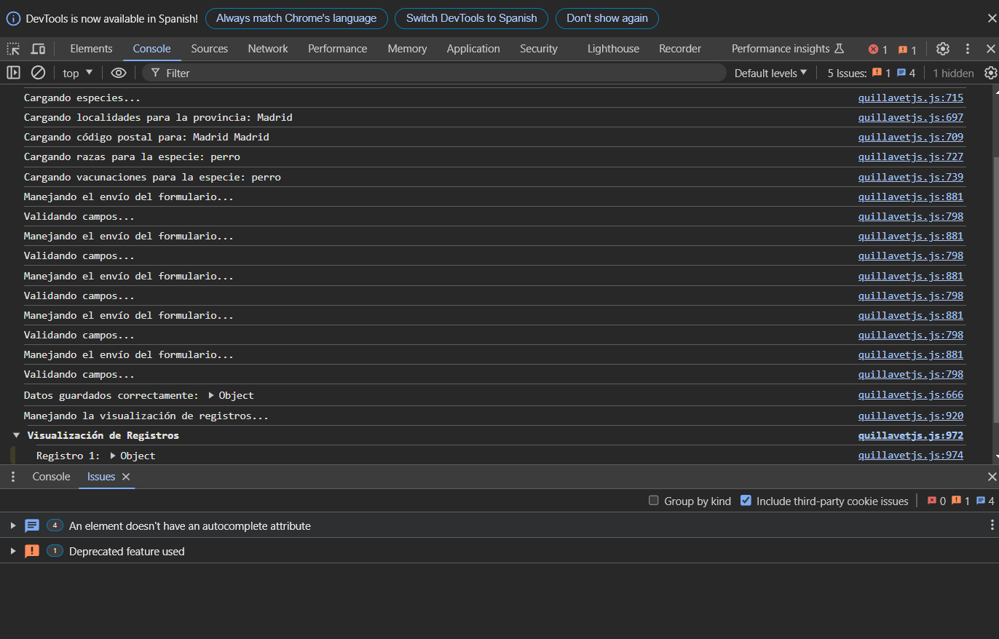 DevTools is now available in Spanish! Always match Chrome's language Switch DevTools to Spanish Don't show again
Elements Console Sources Network Performance Memory Application Security Lighthouse Recorder Performance insights 1 1
top Filter Default levels 5 Issues: 1 4 1 hidden
Cargando especies... quillavetjs.js:715
Cargando localidades para la provincia: Madrid quillavetjs.js:697
Cargando código postal para: Madrid Madrid quillavetjs.js:709
Cargando razas para la especie: perro quillavetjs.js:727
Cargando vacunaciones para la especie: perro quillavetjs.js:739
Manejando el envío del formulario... quillavetjs.js:881
Validando campos... quillavetjs.js:798
Manejando el envío del formulario... quillavetjs.js:881
Validando campos... quillavetjs.js:798
Manejando el envío del formulario... quillavetjs.js:881
Validando campos... quillavetjs.js:798
Manejando el envío del formulario... quillavetjs.js:881
Validando campos... quillavetjs.js:798
Manejando el envío del formulario... quillavetjs.js:881
Validando campos... quillavetjs.js:798
Datos guardados correctamente: Object quillavetjs.js:666
Manejando la visualización de registros... quillavetjs.js:920
Visualización de Registros quillavetjs.js:972
Registro 1: Object quillavetjs.js:974
Console Issues
Group by kind Include third-party cookie issues 0 1 4
4 An element doesn't have an autocomplete attribute
1 Deprecated feature used